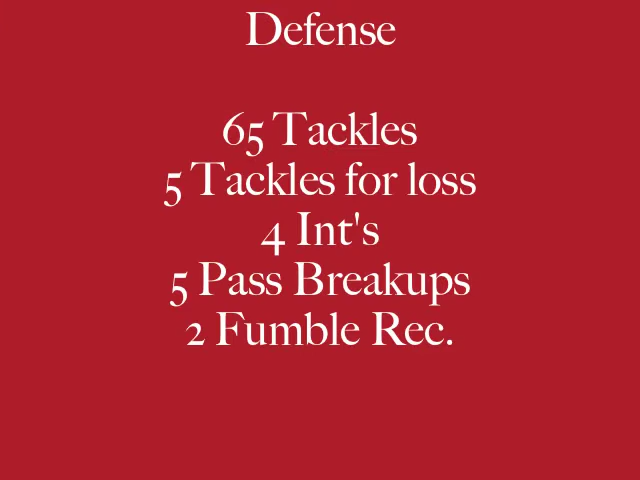 Defense
65 Tackles
5 Tackles for loss
4 Int's
5 Pass Breakups
2 Fumble Rec.